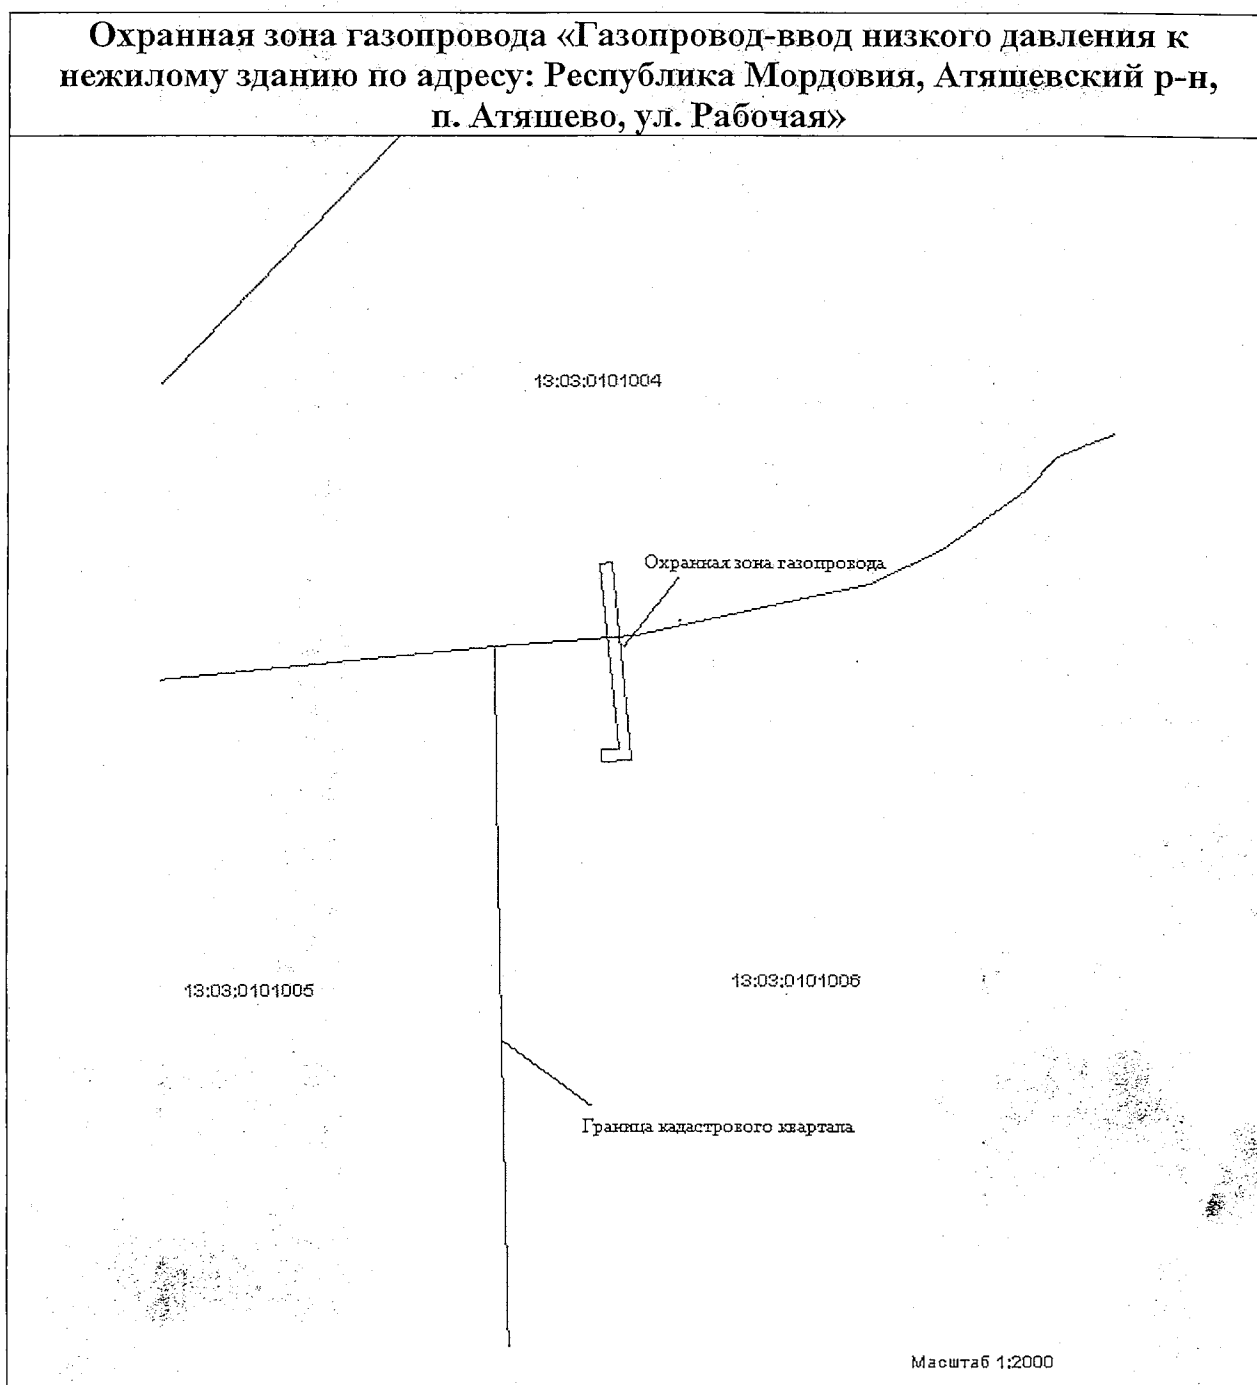 Охранная зона газопровода «Газопровод-ввод низкого давления к
нежилому зданию по адресу: Республика Мордовия, Атяшевский р-н,
п. Атяшево, ул. Рабочая»
13:03:0101004
Охранная зона газопровода
13:03:0101005
13:03:0101006
Граница кадастрового квартала
Масштаб 1:2000